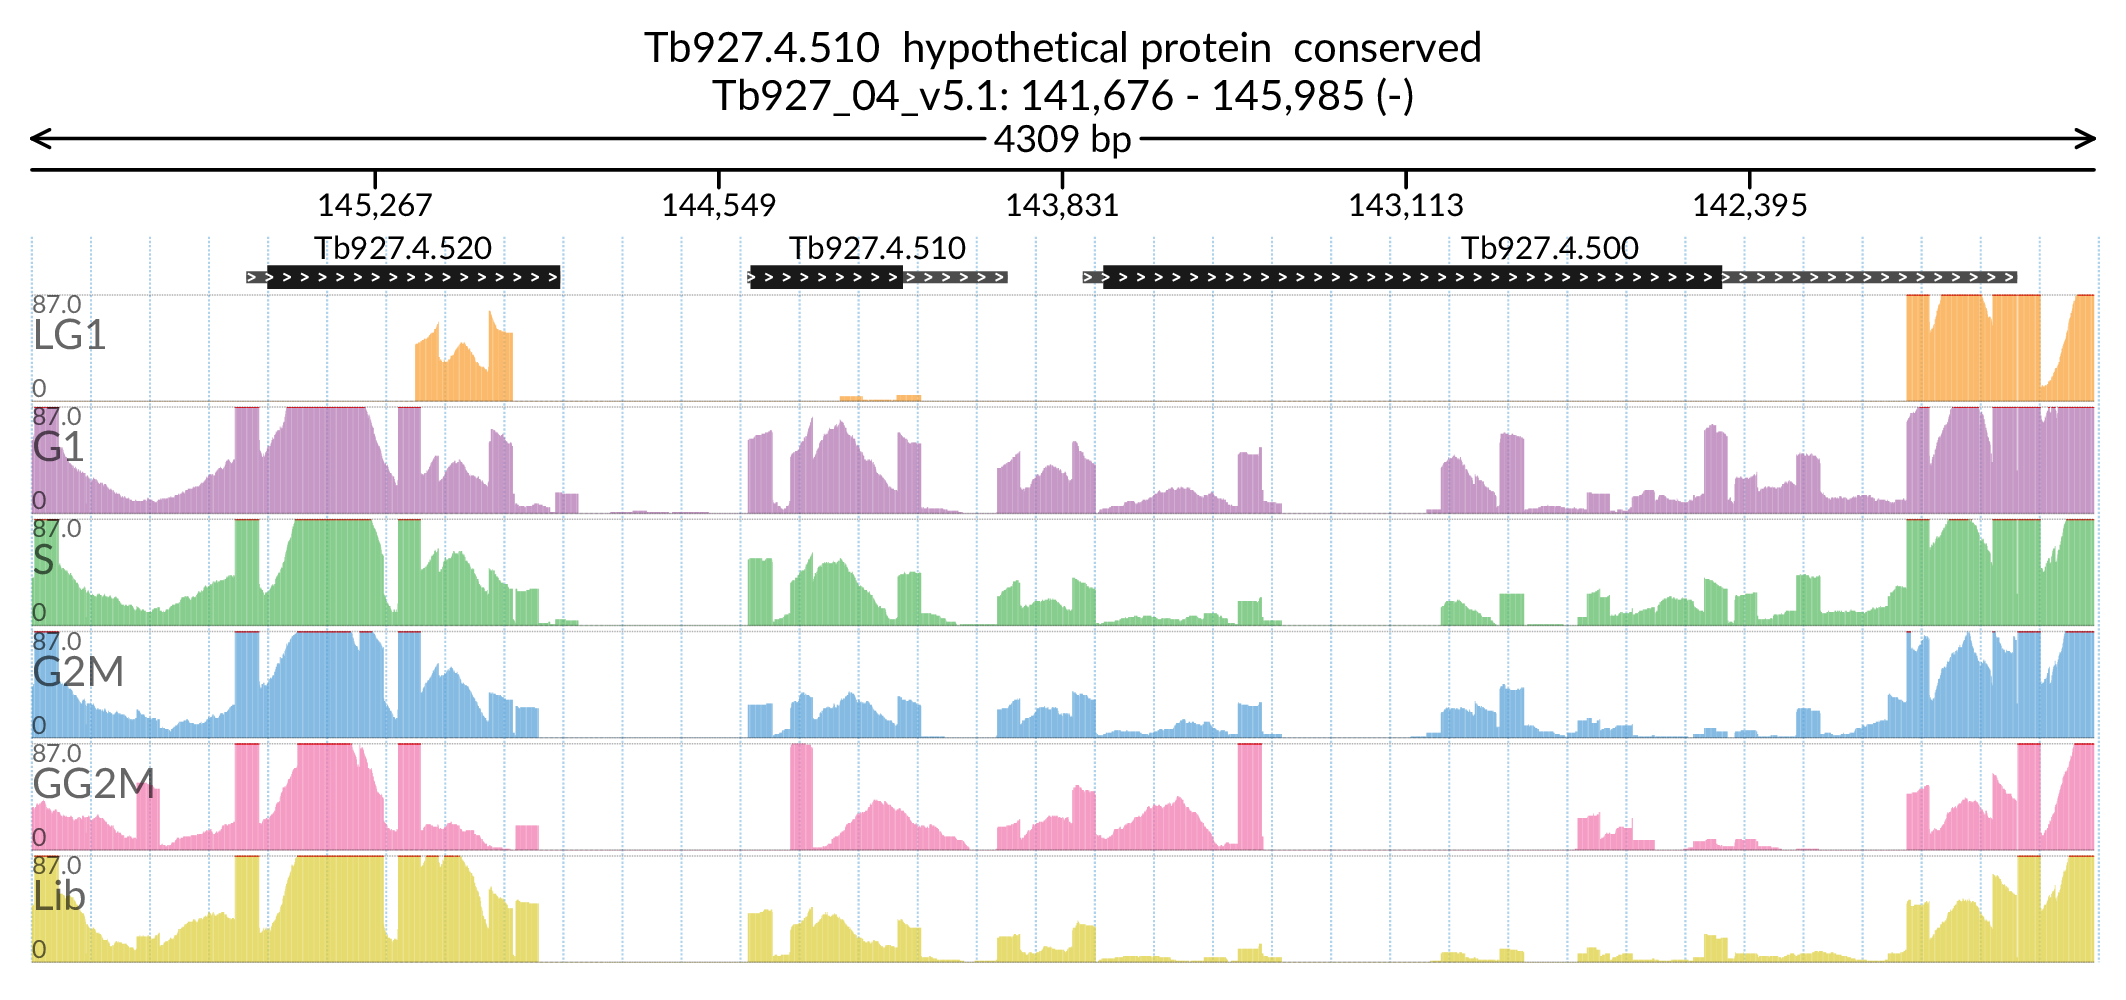 Tb927.4.510 hypothetical protein conserved
Tb927_04_v5.1: 141,676 - 145,985 (-)
4309 bp
145,267 144,549 143,831 143,113 142,395
Tb927.4.520 Tb927.4.510 Tb927.4.500
87.0
LG1
0
87.0
G1
0
87.0
S
0
87.0
G2M
0
87.0
GG2M
0
87.0
Lib
0